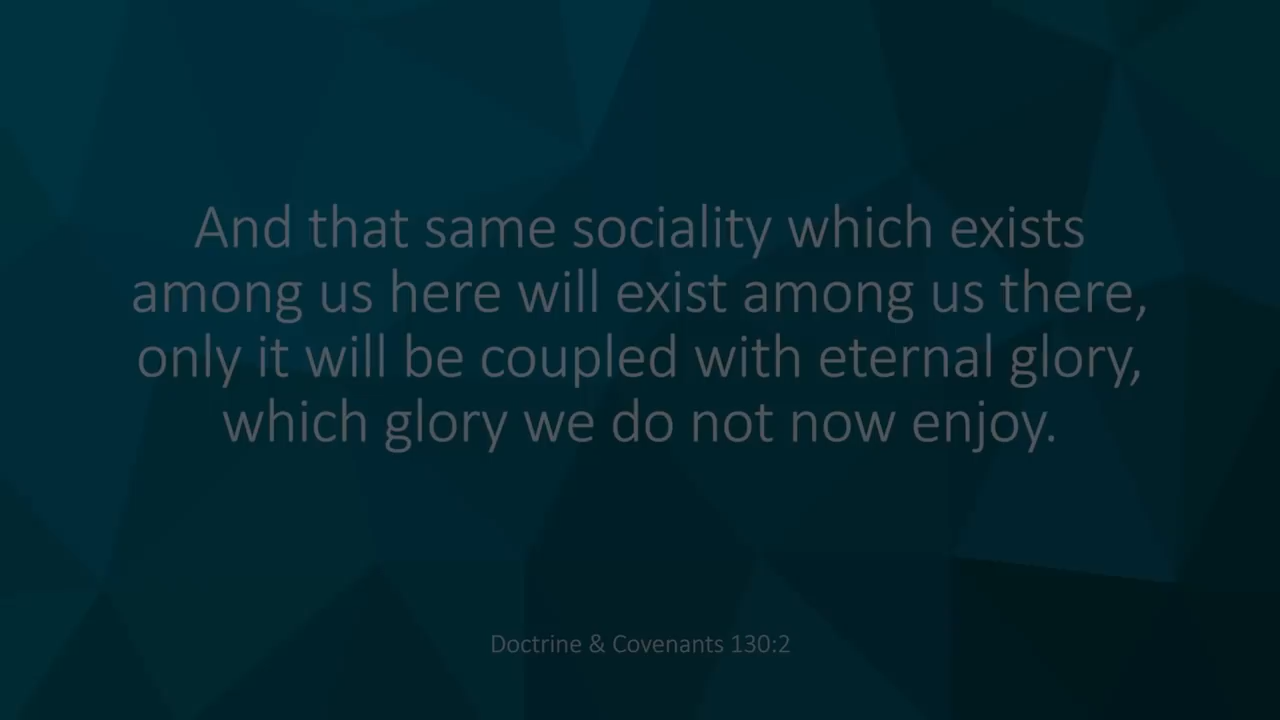 And that same sociality which exists
among us here will exist among us there,
only it will be coupled with eternal glory,
which glory we do not now enjoy.
Doctrine & Covenants 130:2